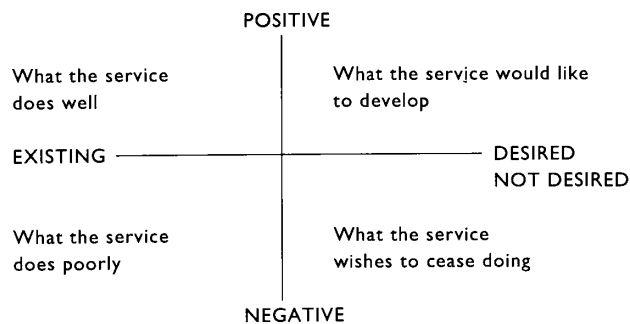 POSITIVE
What the service
does well
What the service would like
to develop
EXISTING
DESIRED
NOT DESIRED
What the service
does poorly
What the service
wishes to cease doing
NEGATIVE